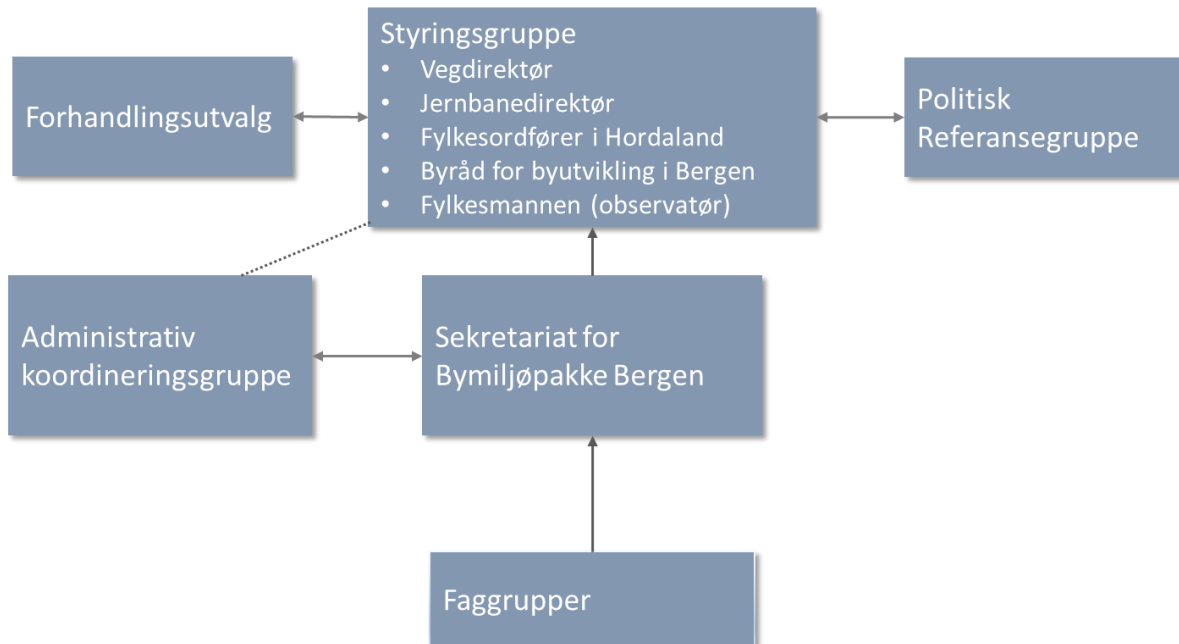 Styringsgruppe
• Vegdirektør
• Jernbanedirektør
• Fylkesordfører i Hordaland
• Byråd for byutvikling i Bergen
• Fylkesmannen (observatør)
Forhandlingsutvalg
Politisk
Referansegruppe
Administrativ
koordineringsgruppe
Sekretariat for
Bymiljøpakke Bergen
Faggrupper